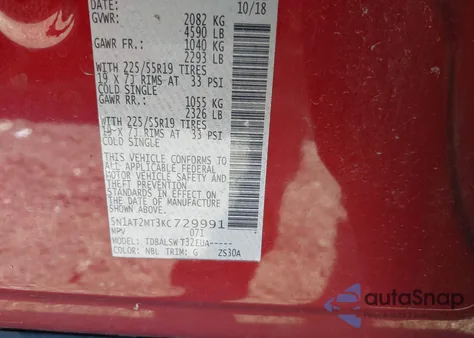 DATE: 10/18
GVWR: 2082 KG
4590 LB
GAWR FR.: 1040 KG
2293 LB
WITH 225/55R19 TIRES
19 X 7J RIMS AT 33 PSI
COLD SINGLE
GAWR RR.: 1055 KG
2326 LB
WITH 225/55R19 TIRES
19 X 7J RIMS AT 33 PSI
COLD SINGLE
THIS VEHICLE CONFORMS TO
ALL APPLICABLE FEDERAL
MOTOR VEHICLE SAFETY AND
THEFT PREVENTION
STANDARDS IN EFFECT ON
THE DATE OF MANUFACTURE
SHOWN ABOVE.
5N1AT2MT3KC729991
MPV 071
MODEL: TDBALSWT32EUA-----
COLOR: NBL TRIM: G ZS30A
autoSnap